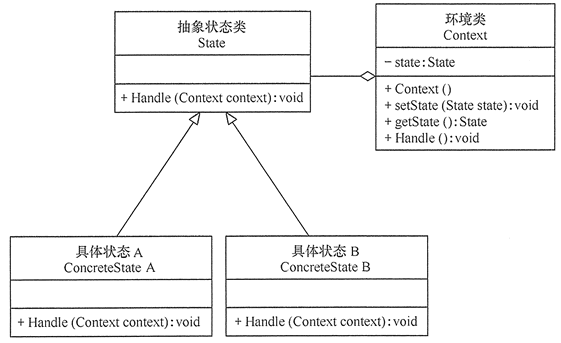 抽象状态类
State
+ Handle (Context context) : void
环境类
Context
− state : State
+ Context ()
+ setState (State state) : void
+ getState () : State
+ Handle () : void
具体状态 A
ConcreteState A
+ Handle (Context context) : void
具体状态 B
ConcreteState B
+ Handle (Context context) : void